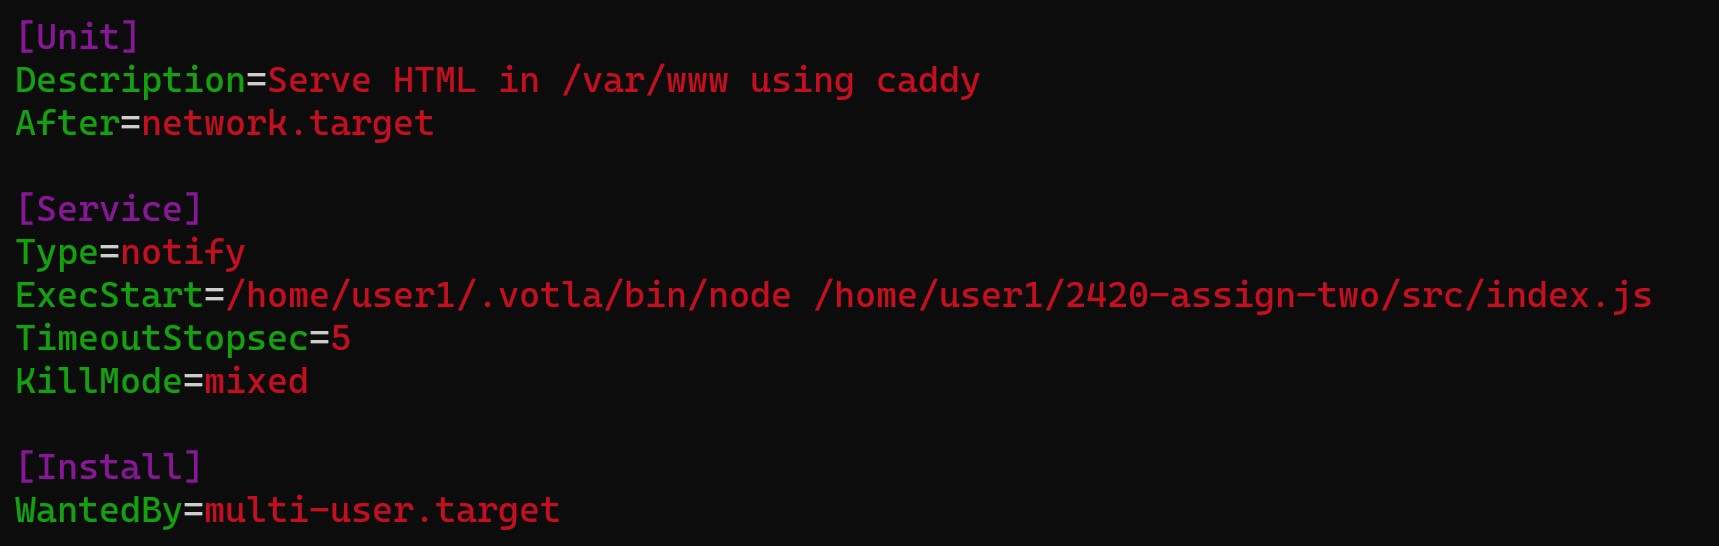 [Unit]
Description=Serve HTML in /var/www using caddy
After=network.target
[Service]
Type=notify
ExecStart=/home/user1/.votla/bin/node /home/user1/2420-assign-two/src/index.js
TimeoutStopsec=5
KillMode=mixed
[Install]
WantedBy=multi-user.target